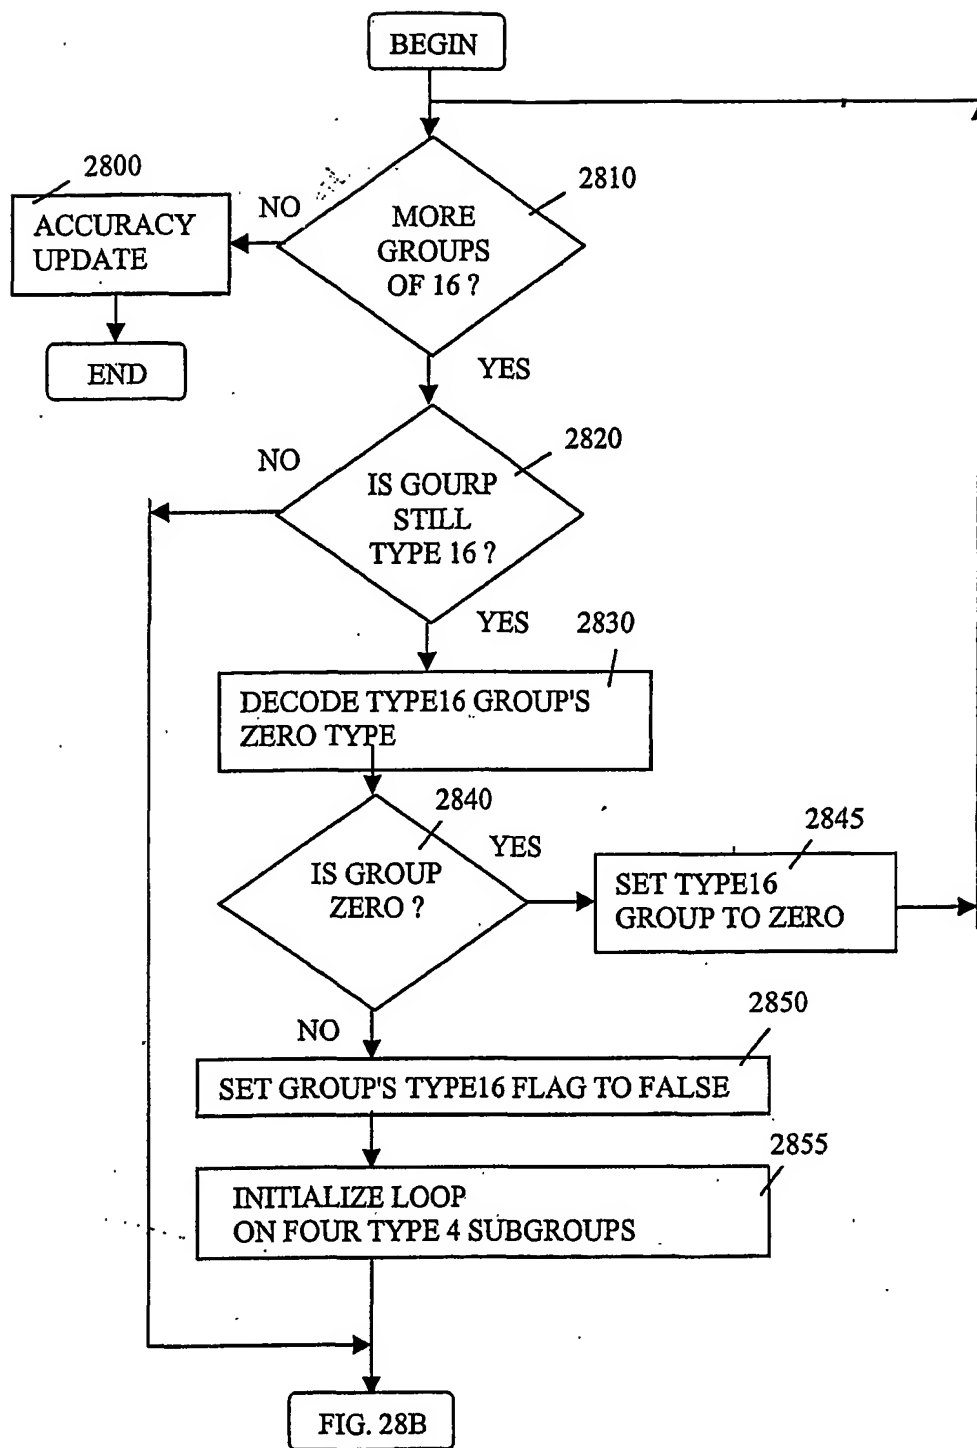 BEGIN
2800
2810
NO
MORE
GROUPS
OF 16 ?
ACCURACY
UPDATE
END
YES
2820
NO
IS GOURP
STILL
TYPE 16 ?
YES
2830
DECODE TYPE16 GROUP'S
ZERO TYPE
2840
2845
YES
IS GROUP
ZERO ?
SET TYPE16
GROUP TO ZERO
NO
2850
SET GROUP'S TYPE16 FLAG TO FALSE
2855
INITIALIZE LOOP
ON FOUR TYPE 4 SUBGROUPS
FIG. 28B